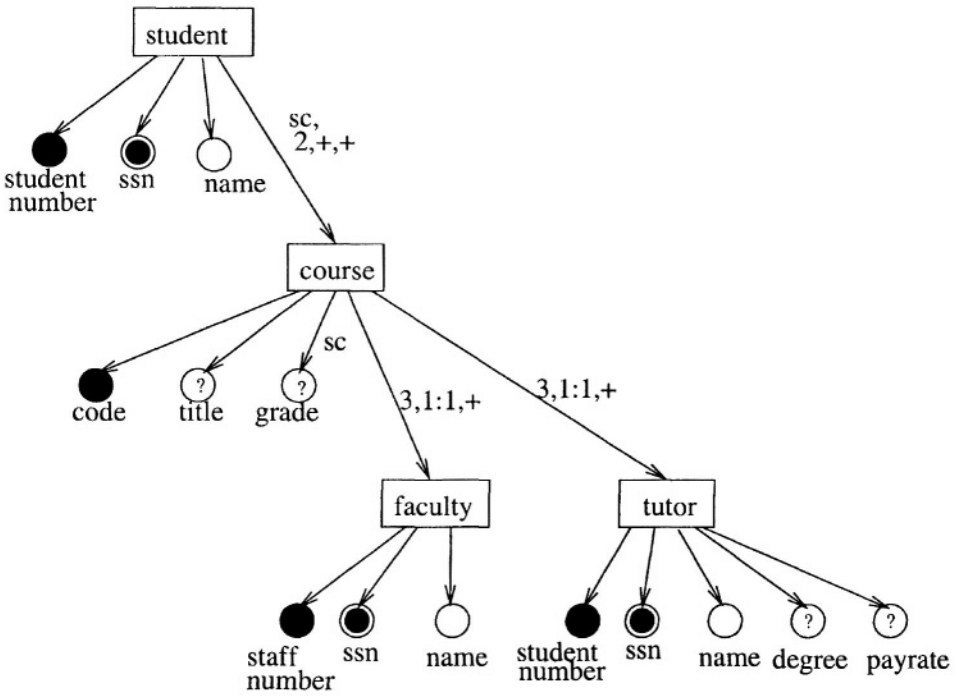 student
sc,
2,+,+
student
number
ssn
name
course
sc
3,1:1,+
3,1:1,+
?
?
code
title
grade
faculty
tutor
?
?
staff
number
ssn
name
student
number
ssn
name
degree
payrate